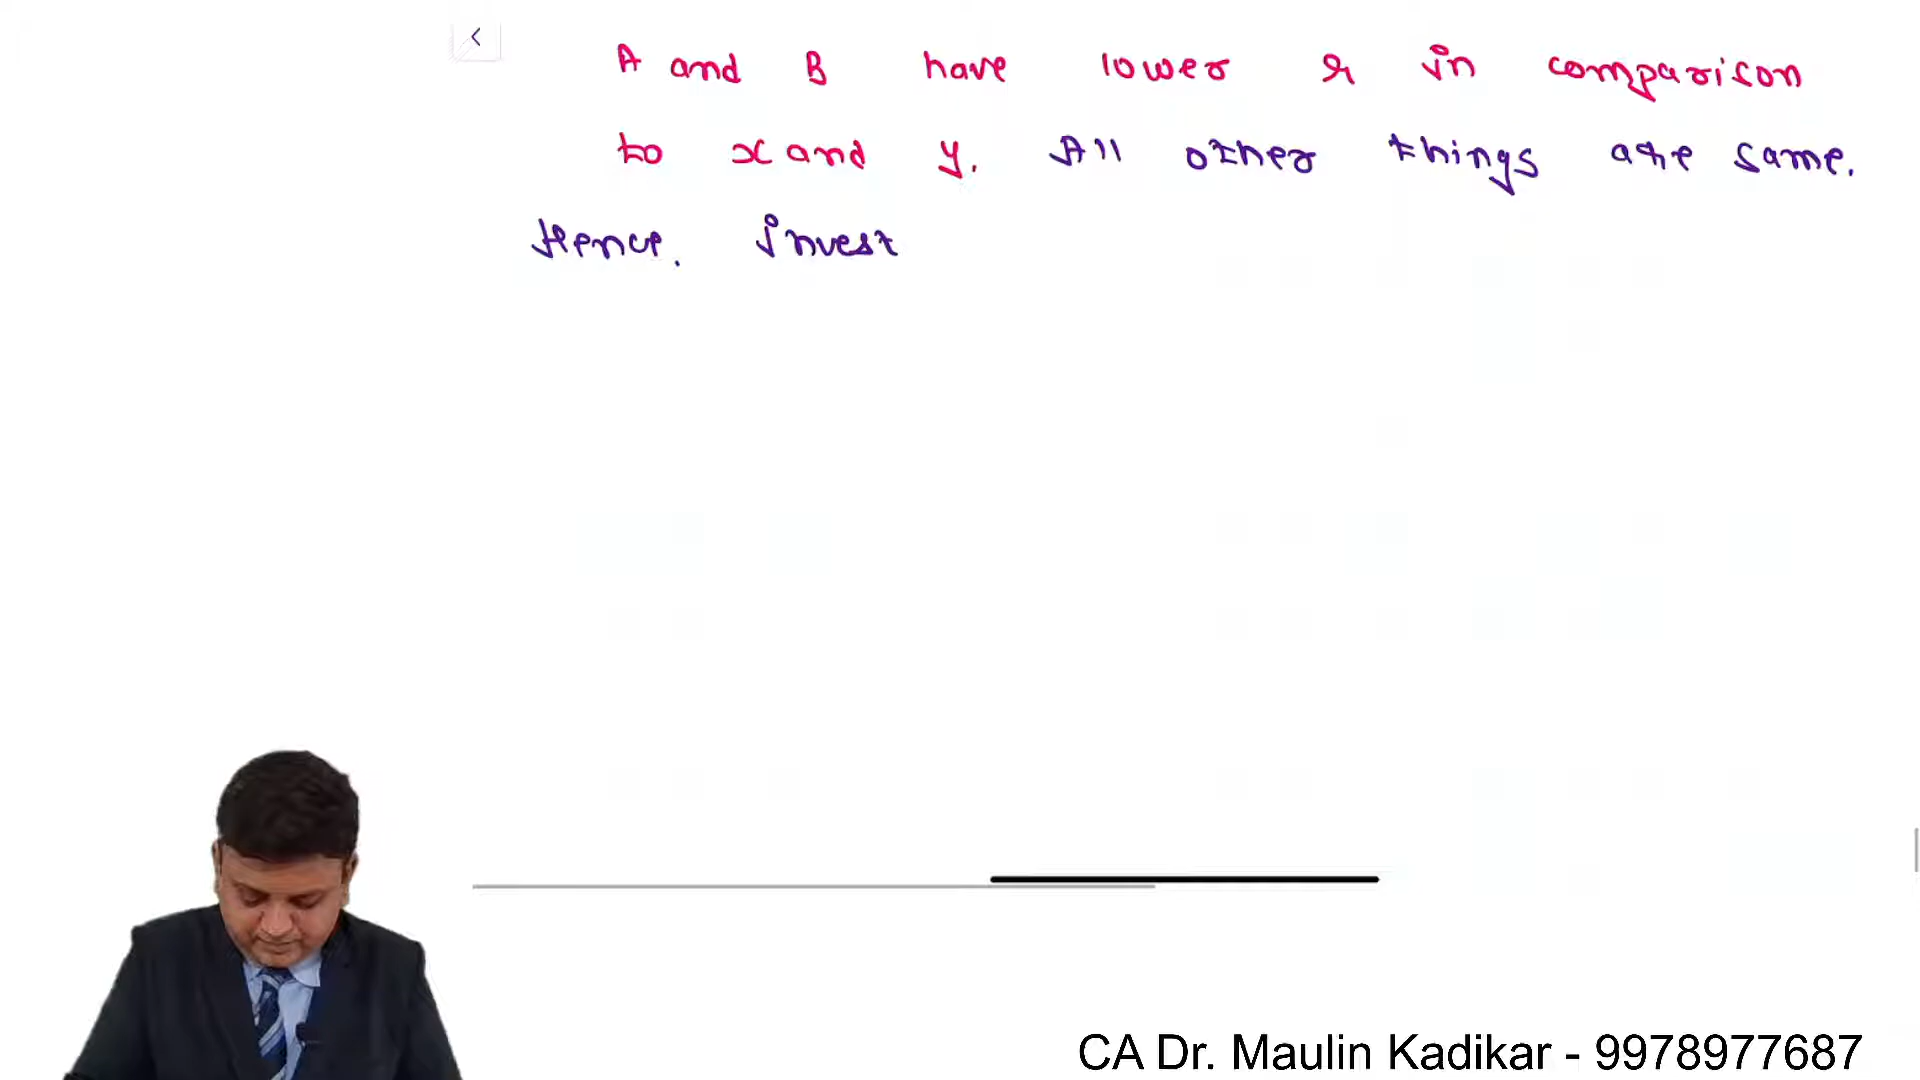 A and B have lower r in comparison
to x and y. All other things are same.
Hence. invest
CA Dr. Maulin Kadikar - 9978977687